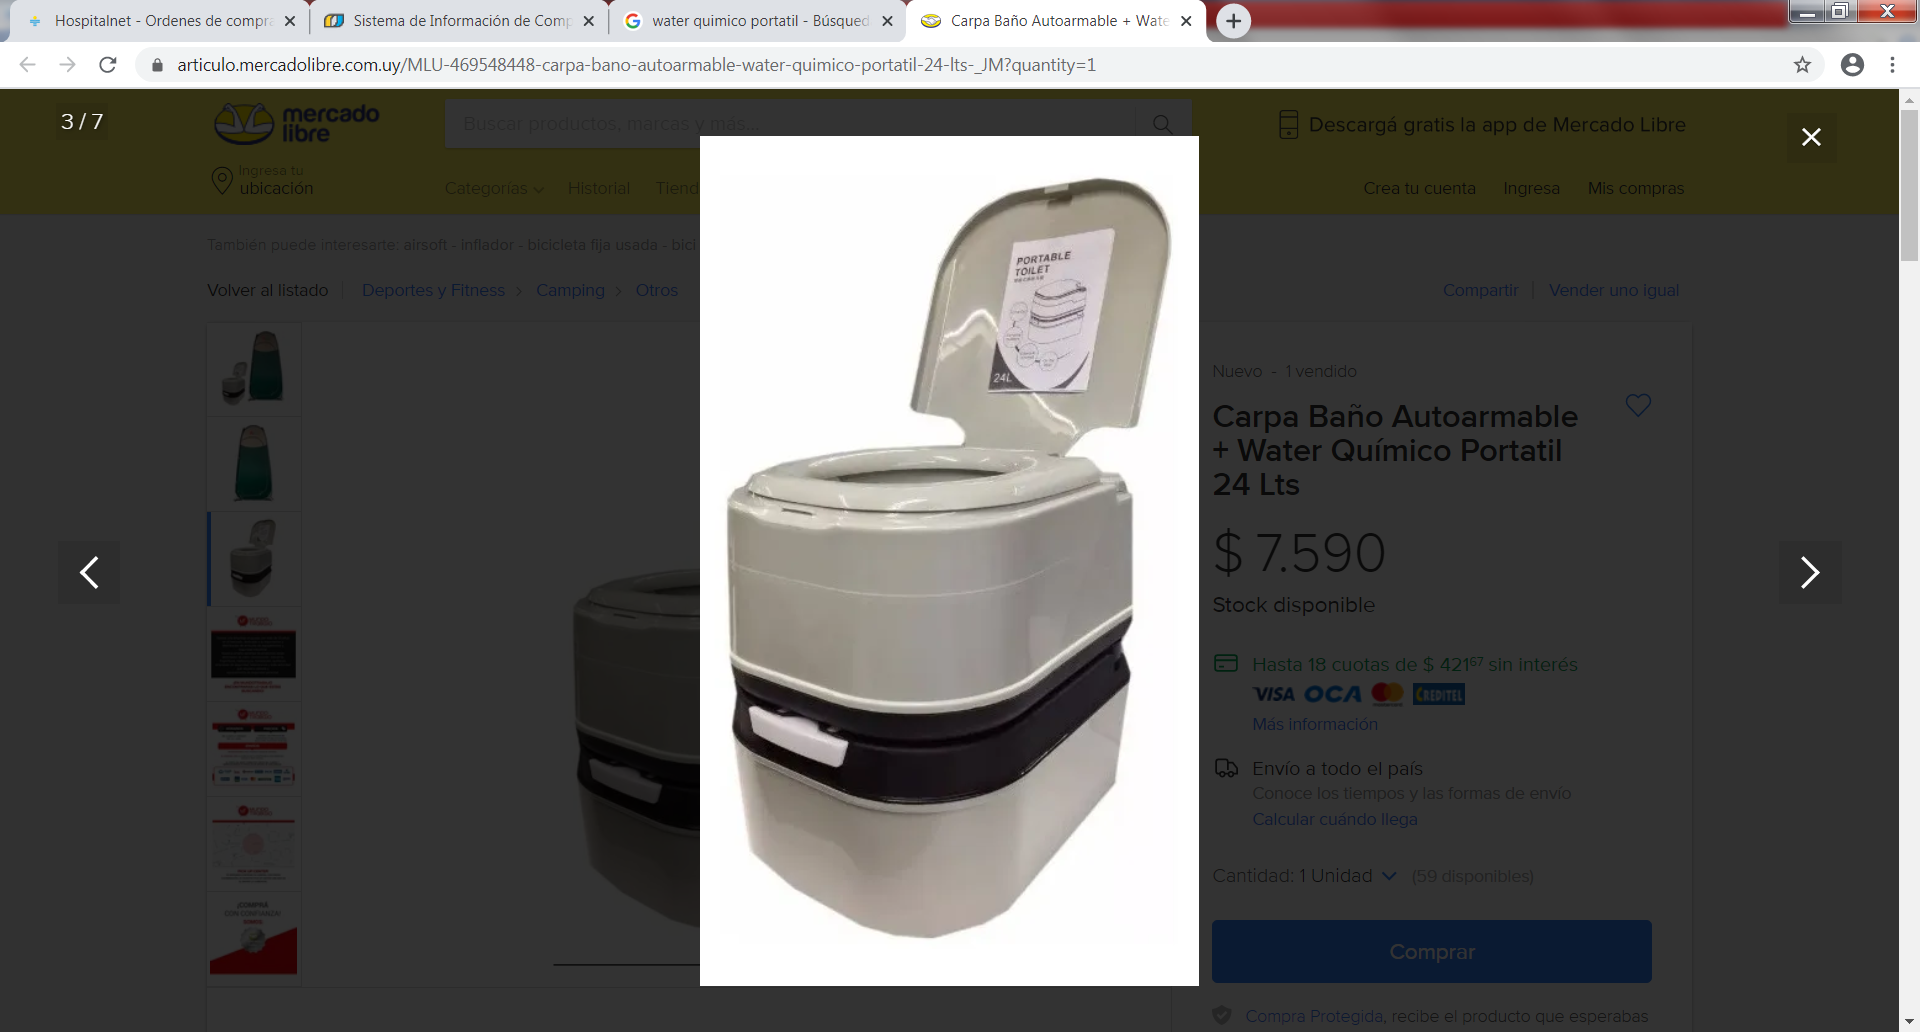 Hospitalnet - Ordenes de compra
Sistema de Información de Comp
water quimico portatil - Búsqued
Carpa Baño Autoarmable + Wate
articulo.mercadolibre.com.uy/MLU-469548448-carpa-bano-autoarmable-water-quimico-portatil-24-lts-_JM?quantity=1
3 / 7
mercado
libre
Buscar productos, marcas y más...
Descargá gratis la app de Mercado Libre
Ingresa tu
ubicación
Categorías
Historial
Tiend
Crea tu cuenta
Ingresa
Mis compras
También puede interesarte: airsoft - inflador - bicicleta fija usada - bici
Volver al listado
Deportes y Fitness
Camping
Otros
Compartir
Vender uno igual
PORTABLE
TOILET
24L
Nuevo - 1 vendido
Carpa Baño Autoarmable
+ Water Químico Portatil
24 Lts
$ 7.590
Stock disponible
Hasta 18 cuotas de $ 421⁶⁷ sin interés
VISA OCA CREDITEL
Más información
Envío a todo el país
Conoce los tiempos y las formas de envío
Calcular cuándo llega
Cantidad: 1 Unidad (59 disponibles)
Comprar
Compra Protegida, recibe el producto que esperabas
¡COMPRÁ
CON CONFIANZA!